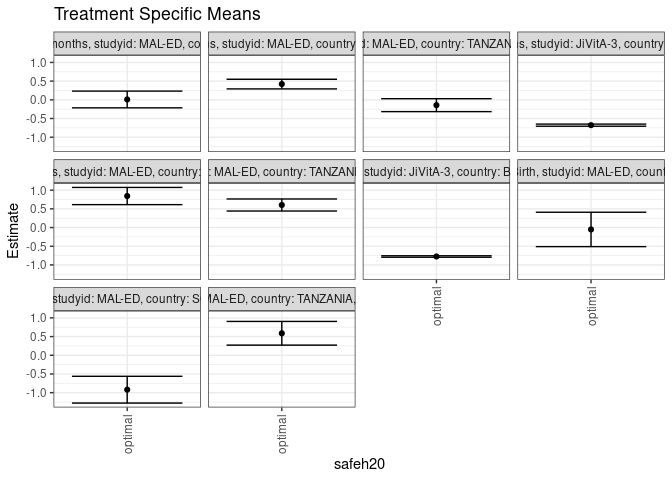 Treatment Specific Means
months, studyid: MAL-ED, co
s, studyid: MAL-ED, country
: MAL-ED, country: TANZAN
s, studyid: JiVitA-3, country
1.0
0.5
0.0
-0.5
-1.0
s, studyid: MAL-ED, country:
: MAL-ED, country: TANZANI
studyid: JiVitA-3, country: B
Birth, studyid: MAL-ED, count
1.0
0.5
0.0
-0.5
-1.0
studyid: MAL-ED, country: S
MAL-ED, country: TANZANIA,
1.0
0.5
0.0
-0.5
-1.0
optimal
optimal
optimal
optimal
Estimate
safeh20